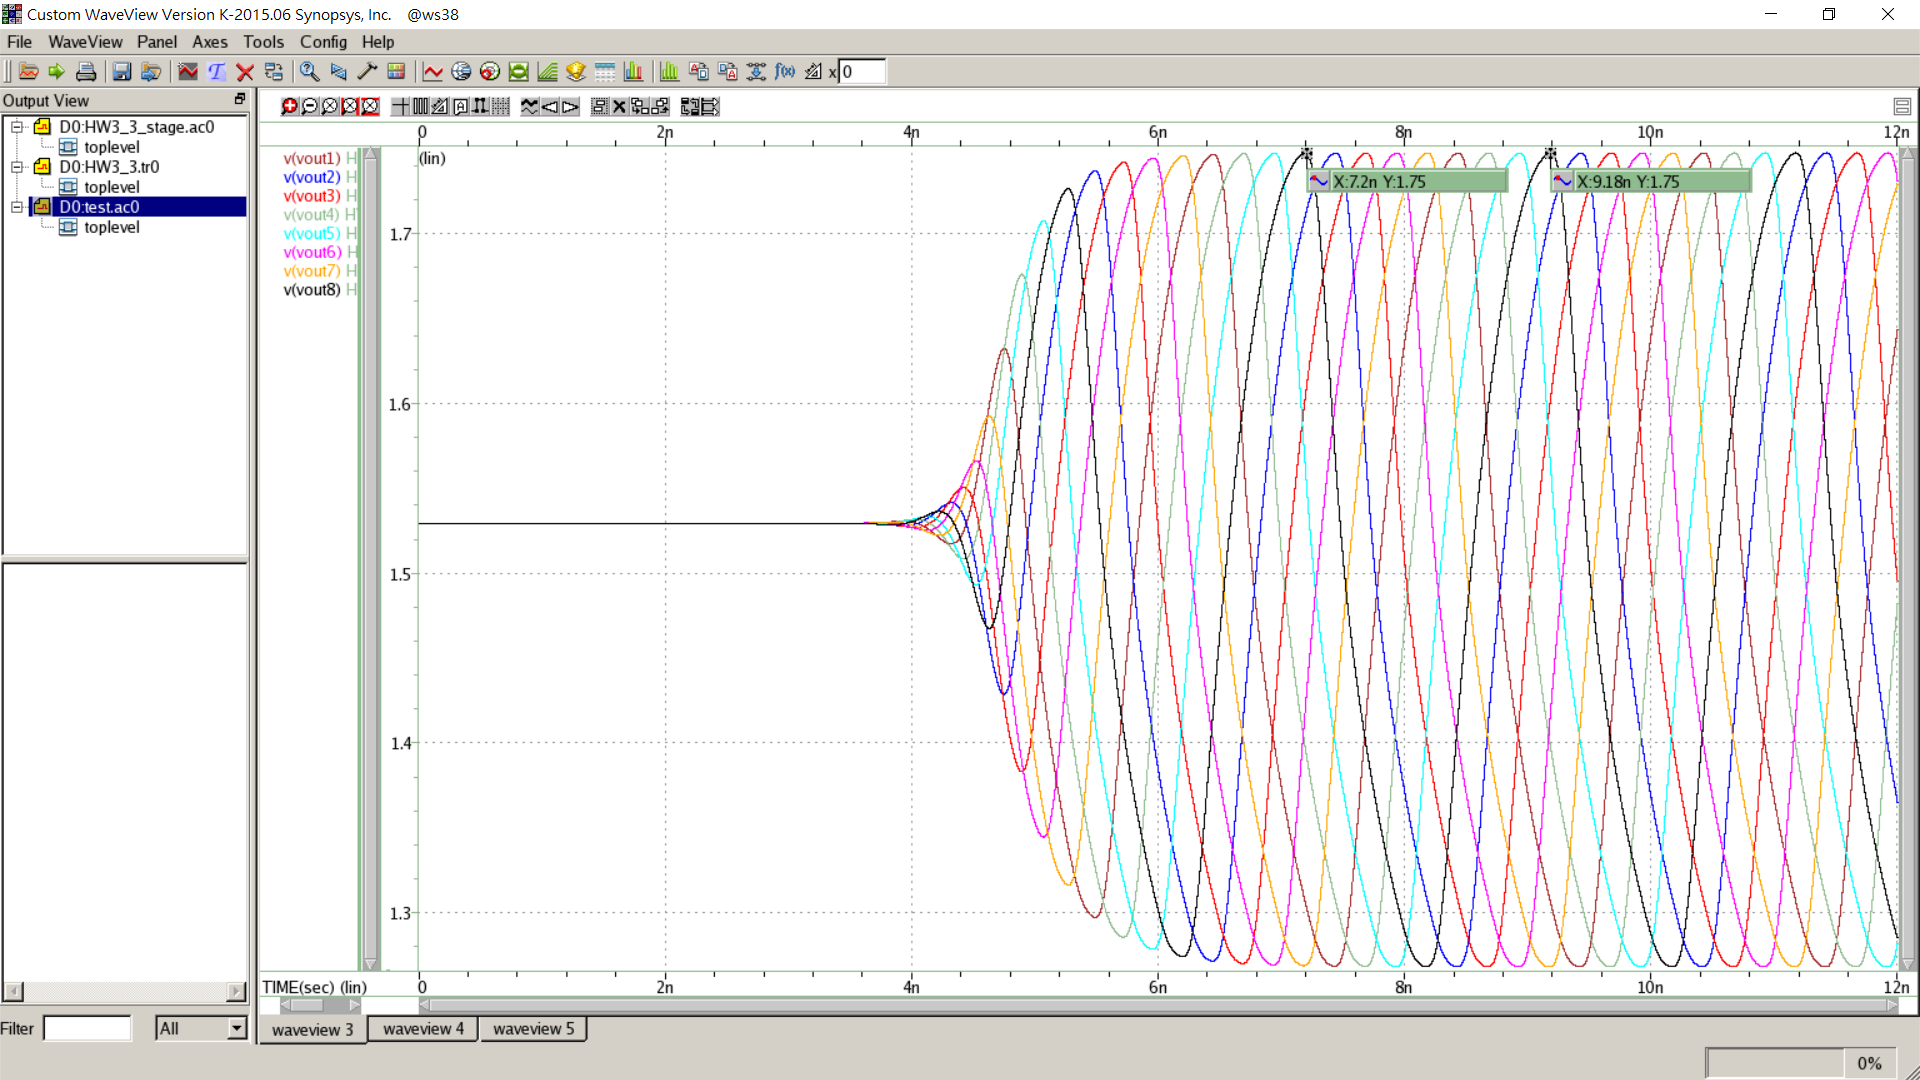 Custom WaveView Version K-2015.06 Synopsys, Inc. @ws38
File WaveView Panel Axes Tools Config Help
x 0
Output View
D0:HW3_3_stage.ac0
toplevel
D0:HW3_3.tr0
toplevel
D0:test.ac0
toplevel
0 2n 4n 6n 8n 10n 12n
(lin)
v(vout1) H
v(vout2) H
v(vout3) H
v(vout4) H
v(vout5) H
v(vout6) H
v(vout7) H
v(vout8) H
X:7.2n Y:1.75
X:9.18n Y:1.75
1.7
1.6
1.5
1.4
1.3
TIME(sec) (lin) 0 2n 4n 6n 8n 10n 12n
Filter All
waveview 3 waveview 4 waveview 5
0%